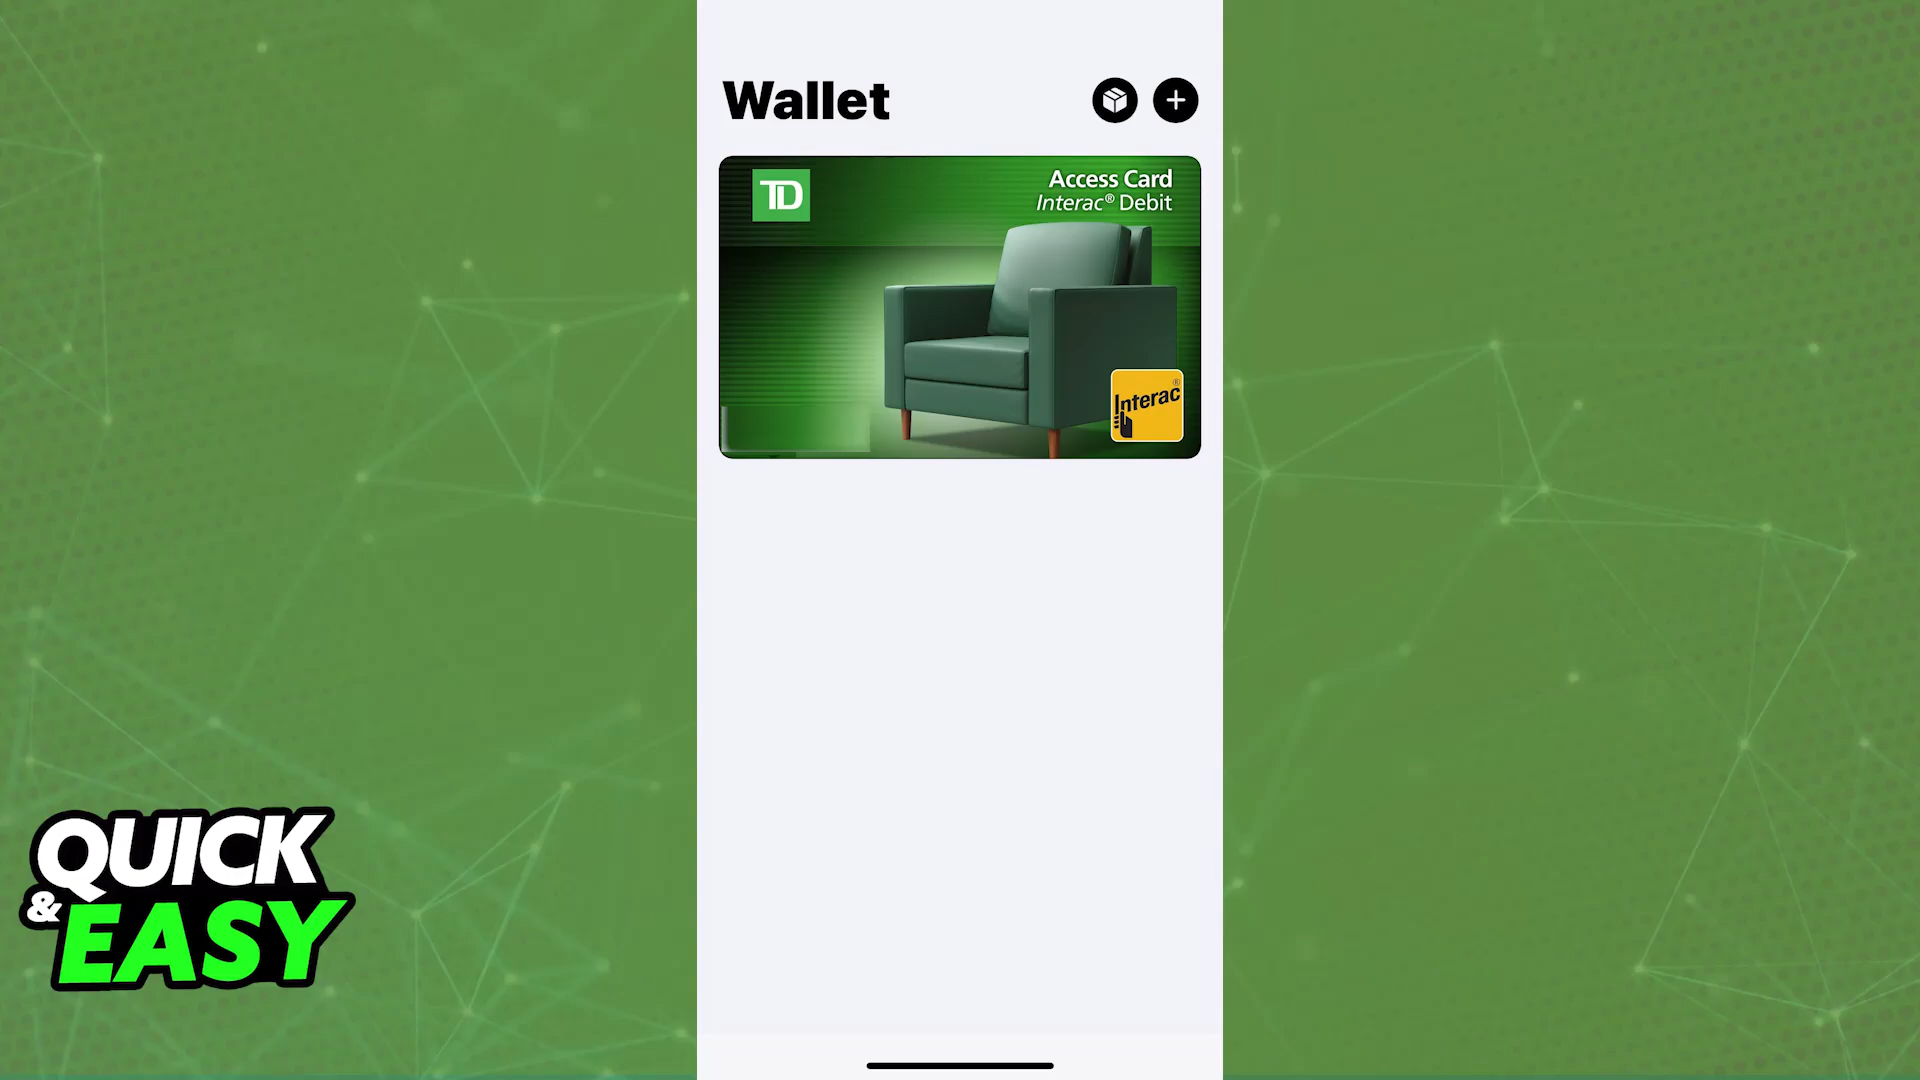 Wallet
TD
Access Card
Interac® Debit
Interac®
QUICK
& EASY